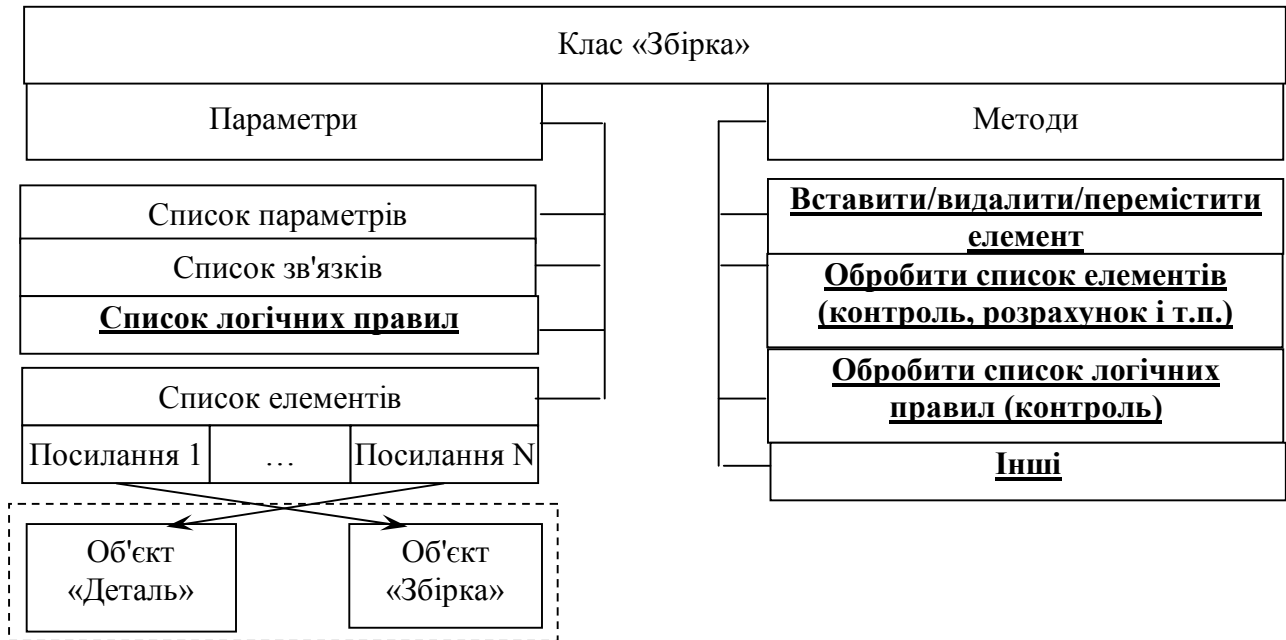 Клас «Збірка»
Параметри
Методи
Список параметрів
Список зв'язків
Список логічних правил
Список елементів
Посилання 1
…
Посилання N
Об'єкт
«Деталь»
Об'єкт
«Збірка»
Вставити/видалити/перемістити
елемент
Обробити список елементів
(контроль, розрахунок і т.п.)
Обробити список логічних
правил (контроль)
Інші